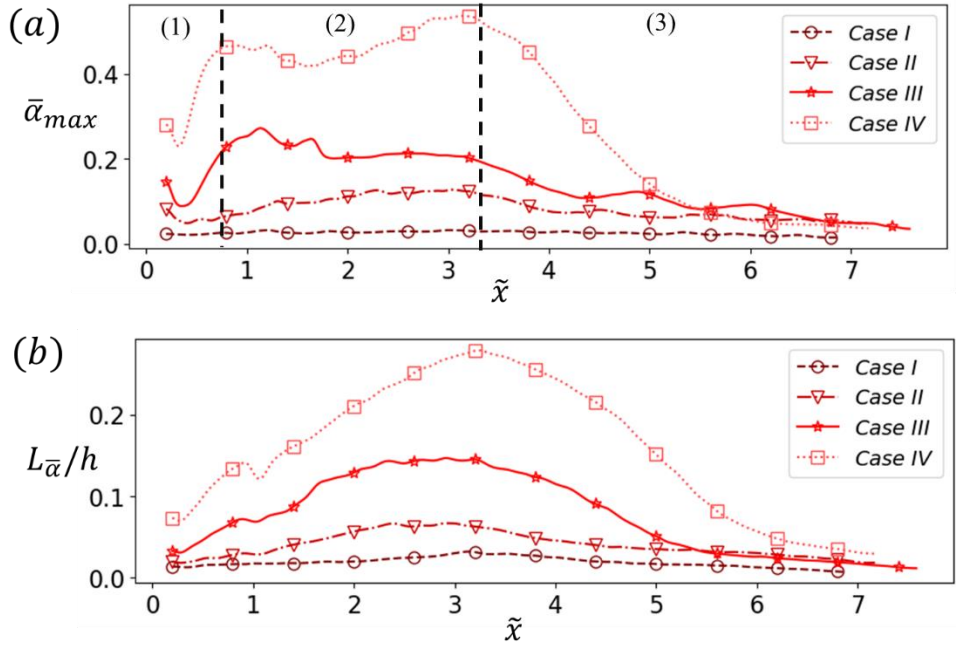 (a)
(1)
(2)
(3)
Case I
Case II
Case III
Case IV
0.4
ᾱmax
0.2
0.0
0 1 2 3 4 5 6 7
x̃
(b)
Case I
Case II
Case III
Case IV
0.2
Lᾱ/h
0.1
0.0
0 1 2 3 4 5 6 7
x̃